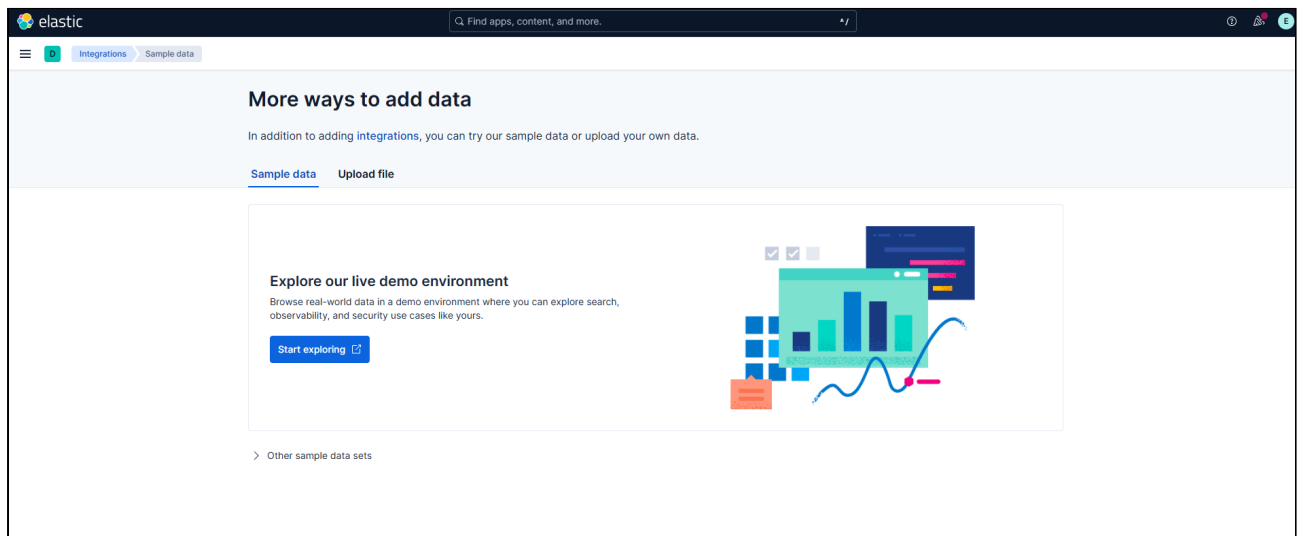 elastic
Find apps, content, and more.
^/
E
D
Integrations
Sample data
More ways to add data
In addition to adding integrations, you can try our sample data or upload your own data.
Sample data
Upload file
Explore our live demo environment
Browse real-world data in a demo environment where you can explore search,
observability, and security use cases like yours.
Start exploring
Other sample data sets